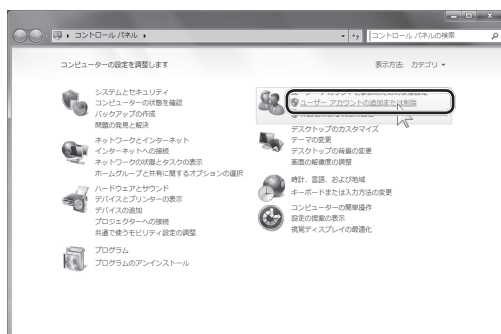 コントロール パネル
コントロール パネルの検索
コンピューターの設定を調整します
表示方法: カテゴリ
システムとセキュリティ
コンピューターの状態を確認
バックアップの作成
問題の発見と解決
ネットワークとインターネット
インターネットへの接続
ネットワークの状態とタスクの表示
ホームグループと共有に関するオプションの選択
ハードウェアとサウンド
デバイスとプリンターの表示
デバイスの追加
プロジェクターへの接続
共通で使うモビリティ設定の調整
プログラム
プログラムのアンインストール
ユーザー アカウントの追加または削除
デスクトップのカスタマイズ
テーマの変更
デスクトップの背景の変更
画面の解像度の調整
時計、言語、および地域
キーボードまたは入力方法の変更
コンピューターの簡単操作
設定の提案の表示
視覚ディスプレイの最適化